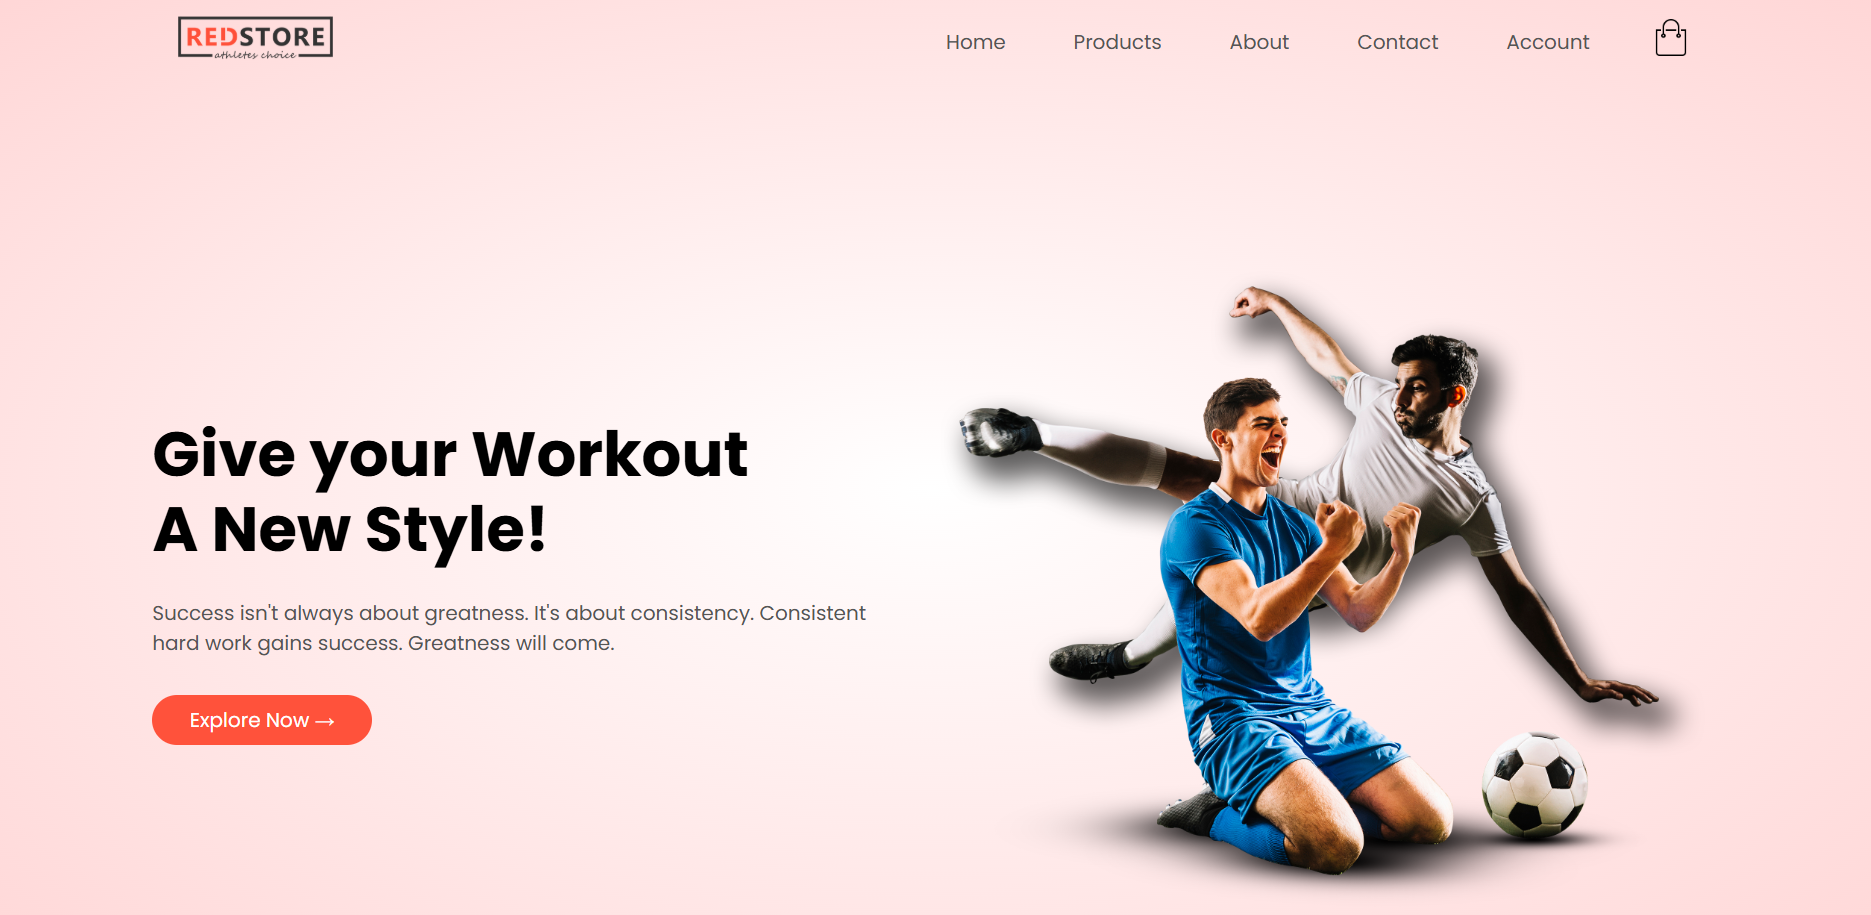 REDSTORE
athletes choice
Home
Products
About
Contact
Account
Give your Workout
A New Style!
Success isn't always about greatness. It's about consistency. Consistent
hard work gains success. Greatness will come.
Explore Now →